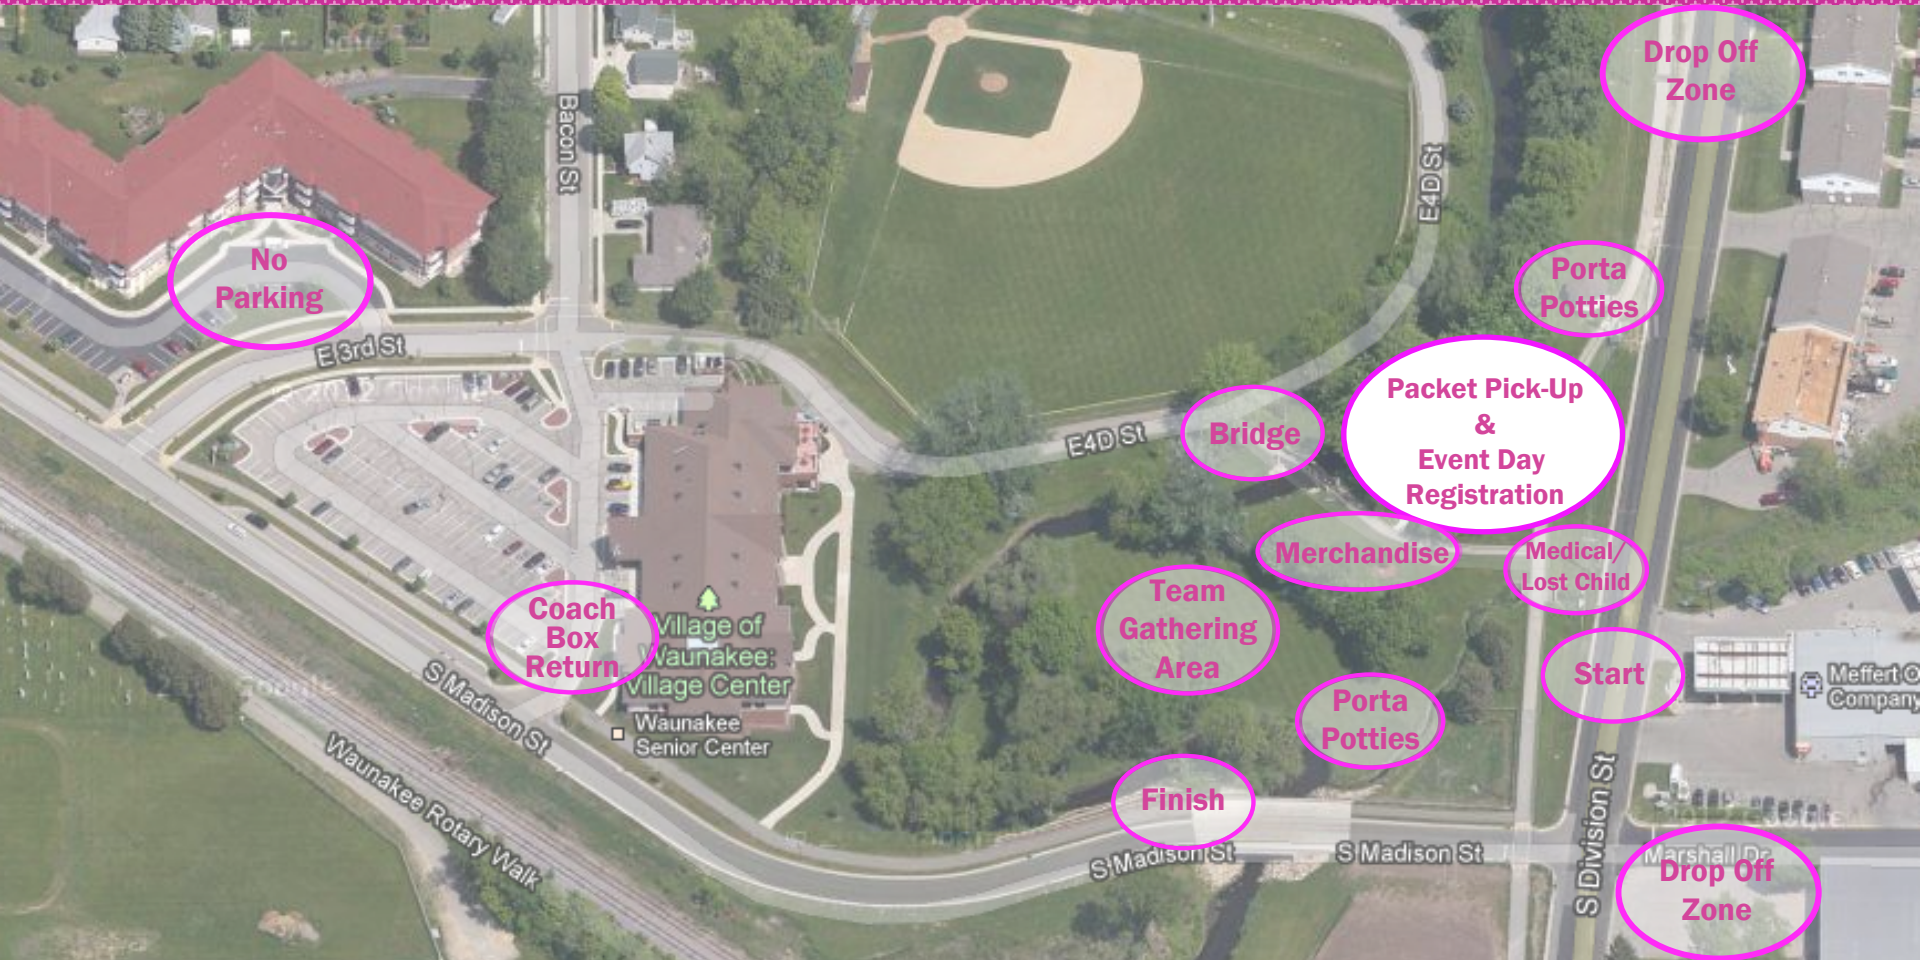 Drop Off
Zone
Bacon St
E4D St
No
Parking
E 3rd St
Porta
Potties
© 2012
Packet Pick-Up
&
Event Day
Registration
Bridge
E4D St
Merchandise
Medical/
Lost Child
Team
Gathering
Area
Coach
Box
Return
Village of
Waunakee:
Village Center
Start
Meffert O
Company
S Madison St
Waunakee
Senior Center
Porta
Potties
Waunakee Rotary Walk
Finish
S Division St
S Madison St
S Madison St
Marshall Dr
Drop Off
Zone